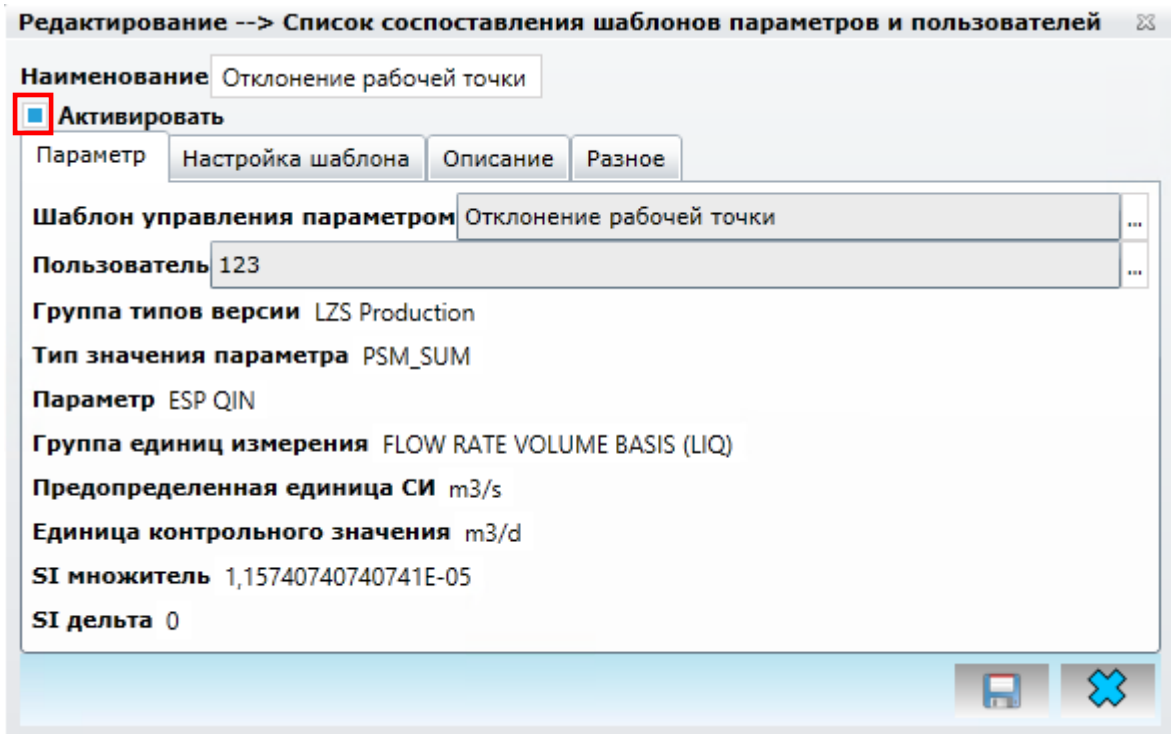 Редактирование --> Список соспоставления шаблонов параметров и пользователей
Наименование Отклонение рабочей точки
Активировать
Параметр Настройка шаблона Описание Разное
Шаблон управления параметром Отклонение рабочей точки ...
Пользователь 123 ...
Группа типов версии LZS Production
Тип значения параметра PSM_SUM
Параметр ESP QIN
Группа единиц измерения FLOW RATE VOLUME BASIS (LIQ)
Предопределенная единица СИ m3/s
Единица контрольного значения m3/d
SI множитель 1,15740740740741E-05
SI дельта 0